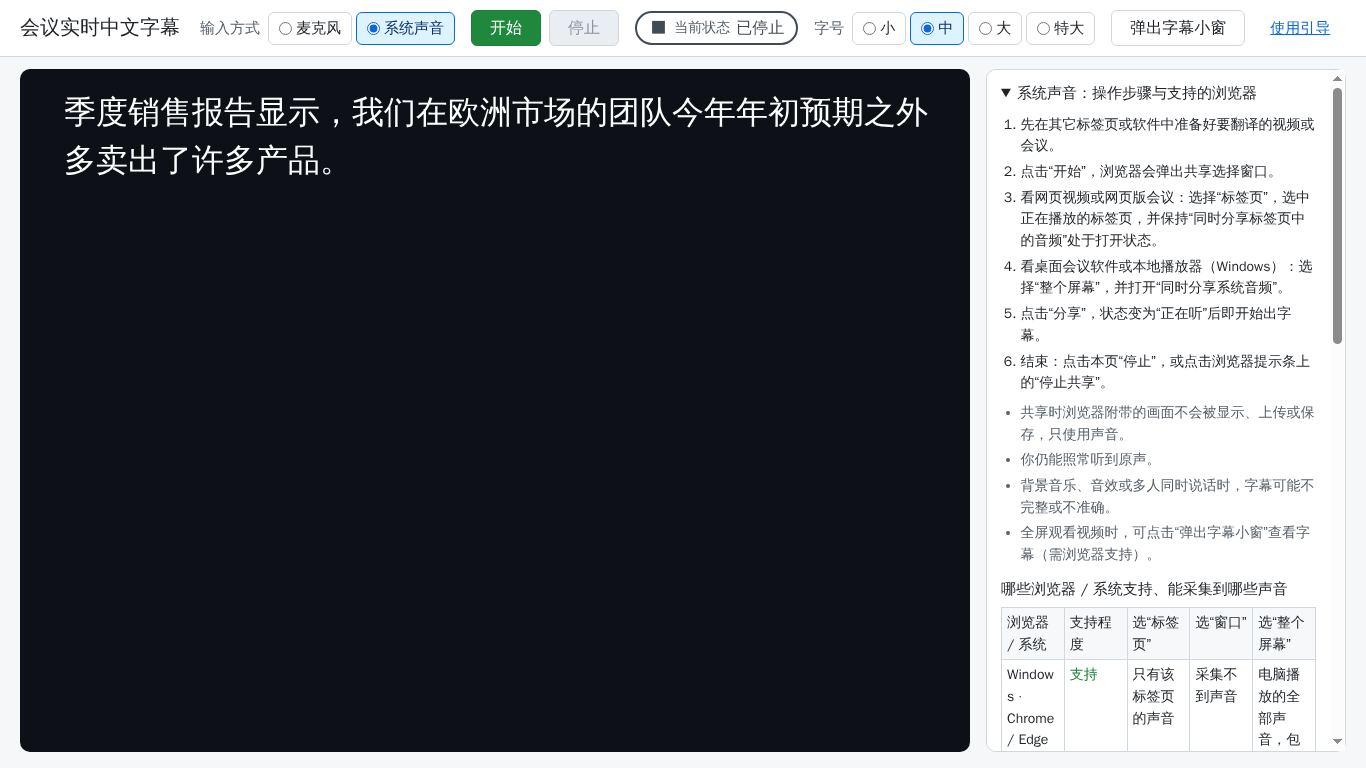 会议实时中文字幕 输入方式 麦克风 系统声音 开始 停止 当前状态 已停止 字号 小 中 大 特大 弹出字幕小窗 使用引导
季度销售报告显示，我们在欧洲市场的团队今年年初预期之外
多卖出了许多产品。
▼ 系统声音：操作步骤与支持的浏览器
1. 先在其它标签页或软件中准备好要翻译的视频或
会议。
2. 点击“开始”，浏览器会弹出共享选择窗口。
3. 看网页视频或网页版会议：选择“标签页”，选中
正在播放的标签页，并保持“同时分享标签页中
的音频”处于打开状态。
4. 看桌面会议软件或本地播放器（Windows）：选
择“整个屏幕”，并打开“同时分享系统音频”。
5. 点击“分享”，状态变为“正在听”后即开始出字
幕。
6. 结束：点击本页“停止”，或点击浏览器提示条上
的“停止共享”。
• 共享时浏览器附带的画面不会被显示、上传或保
存，只使用声音。
• 你仍能照常听到原声。
• 背景音乐、音效或多人同时说话时，字幕可能不
完整或不准确。
• 全屏观看视频时，可点击“弹出字幕小窗”查看字
幕（需浏览器支持）。
哪些浏览器 / 系统支持、能采集到哪些声音
浏览器 支持程 选“标签 选“窗口” 选“整个
/ 系统 度 页” 屏幕”
Window 支持 只有该 采集不 电脑播
s · 标签页 到声音 放的全
Chrome 的声音 部声
/ Edge 音，包